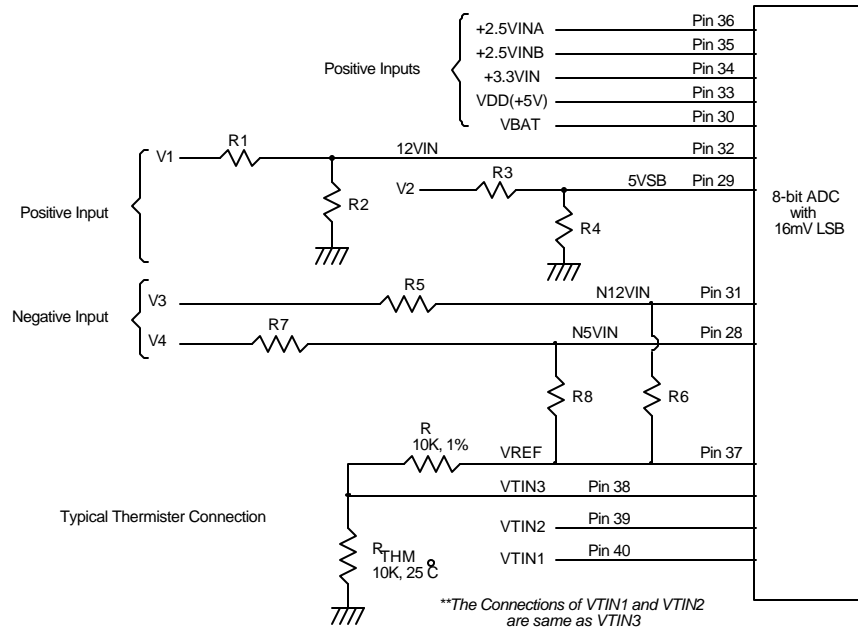 +2.5VINA
Pin 36
+2.5VINB
Pin 35
Positive Inputs
+3.3VIN
Pin 34
VDD(+5V)
Pin 33
VBAT
Pin 30
V1
R1
12VIN
Pin 32
R2
V2
R3
5VSB
Pin 29
R4
Positive Input
8-bit ADC
with
16mV LSB
Negative Input
V3
R5
N12VIN
Pin 31
V4
R7
N5VIN
Pin 28
R8
R6
R
10K, 1%
VREF
Pin 37
VTIN3
Pin 38
Typical Thermister Connection
VTIN2
Pin 39
R THM
10K, 25 °C
VTIN1
Pin 40
**The Connections of VTIN1 and VTIN2
are same as VTIN3